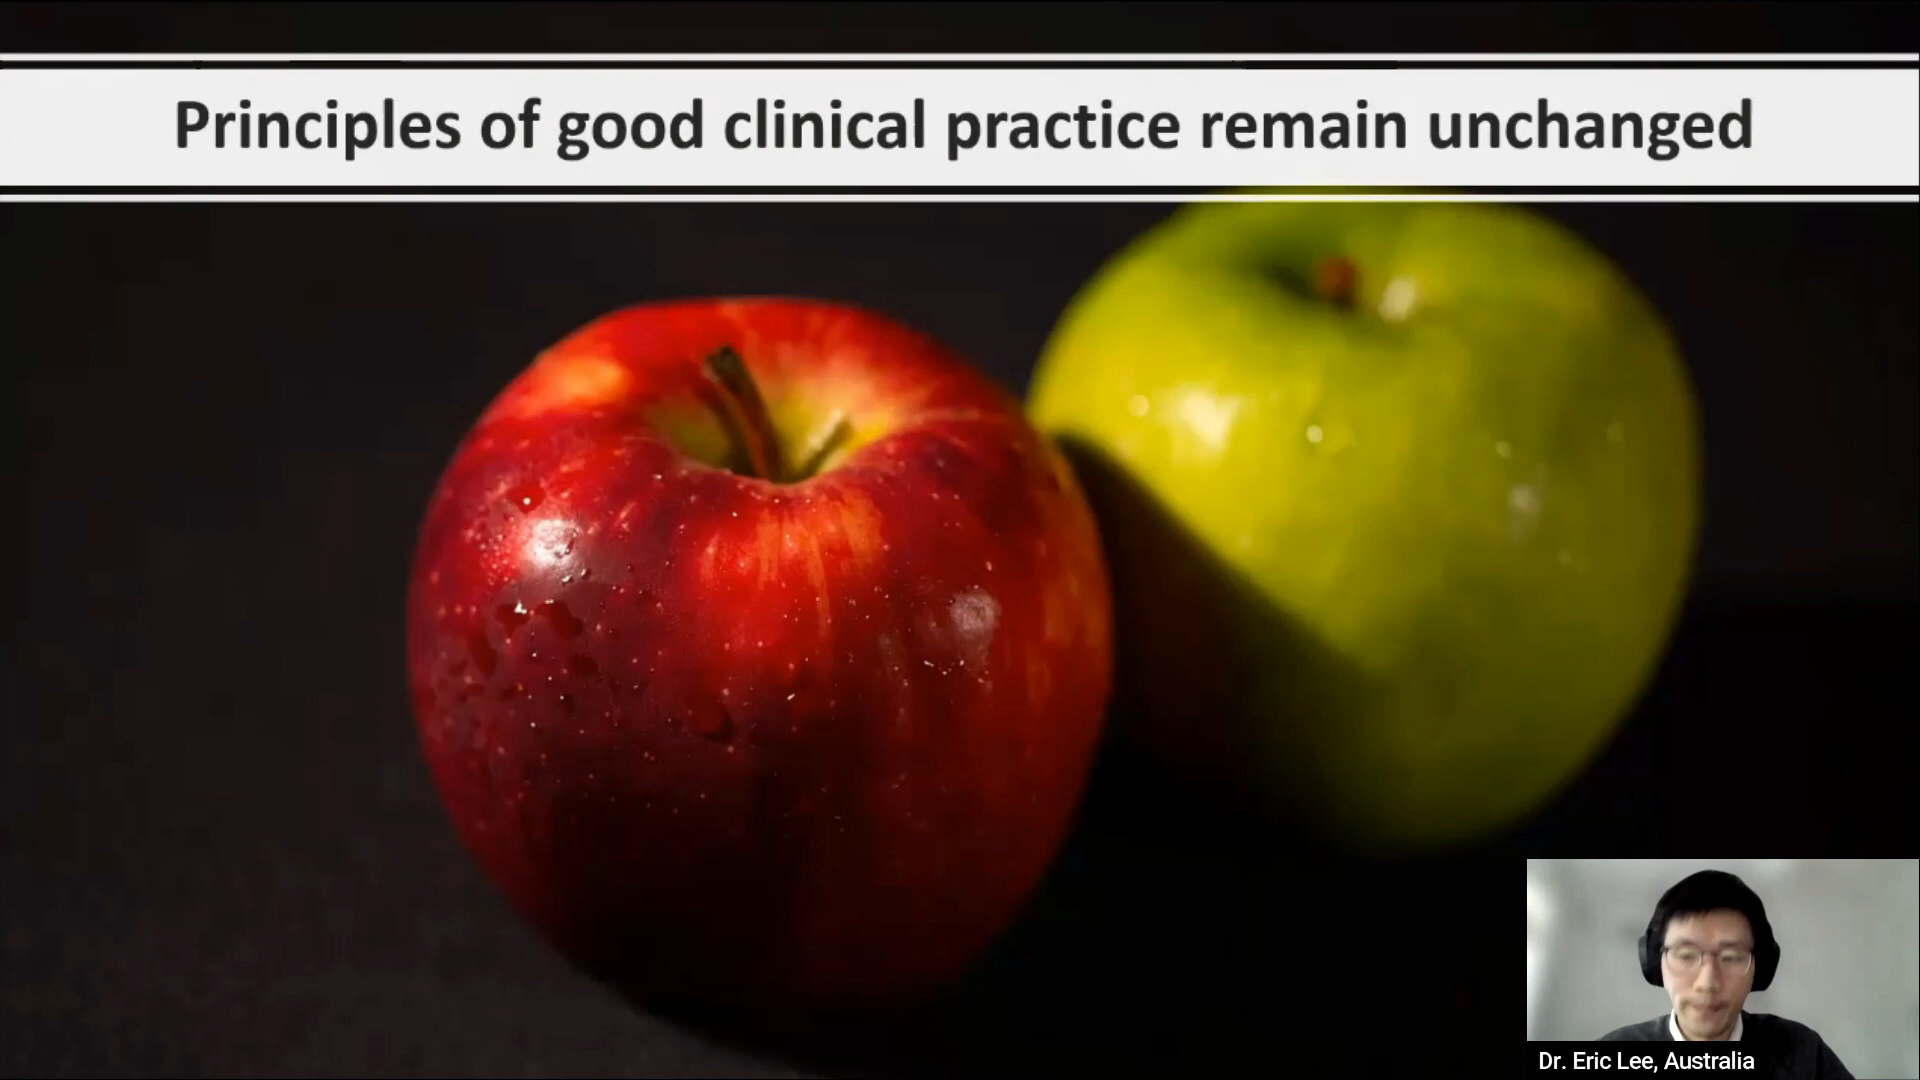 Principles of good clinical practice remain unchanged
Dr. Eric Lee, Australia